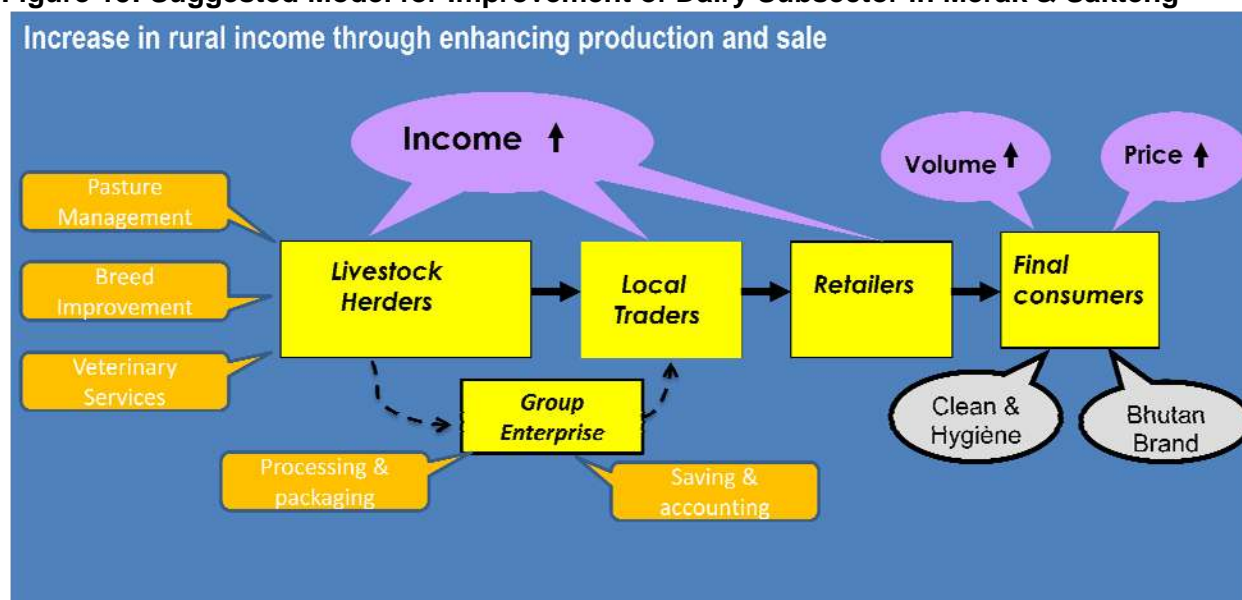 Figure 10: Suggested Model for Improvement of Dairy Subsector in Merak & Sakteng
Increase in rural income through enhancing production and sale
Income ↑
Volume ↑
Price ↑
Pasture
Management
Breed
Improvement
Veterinary
Services
Livestock
Herders
Local
Traders
Retailers
Final
consumers
Group
Enterprise
Processing &
packaging
Saving &
accounting
Clean &
Hygiène
Bhutan
Brand